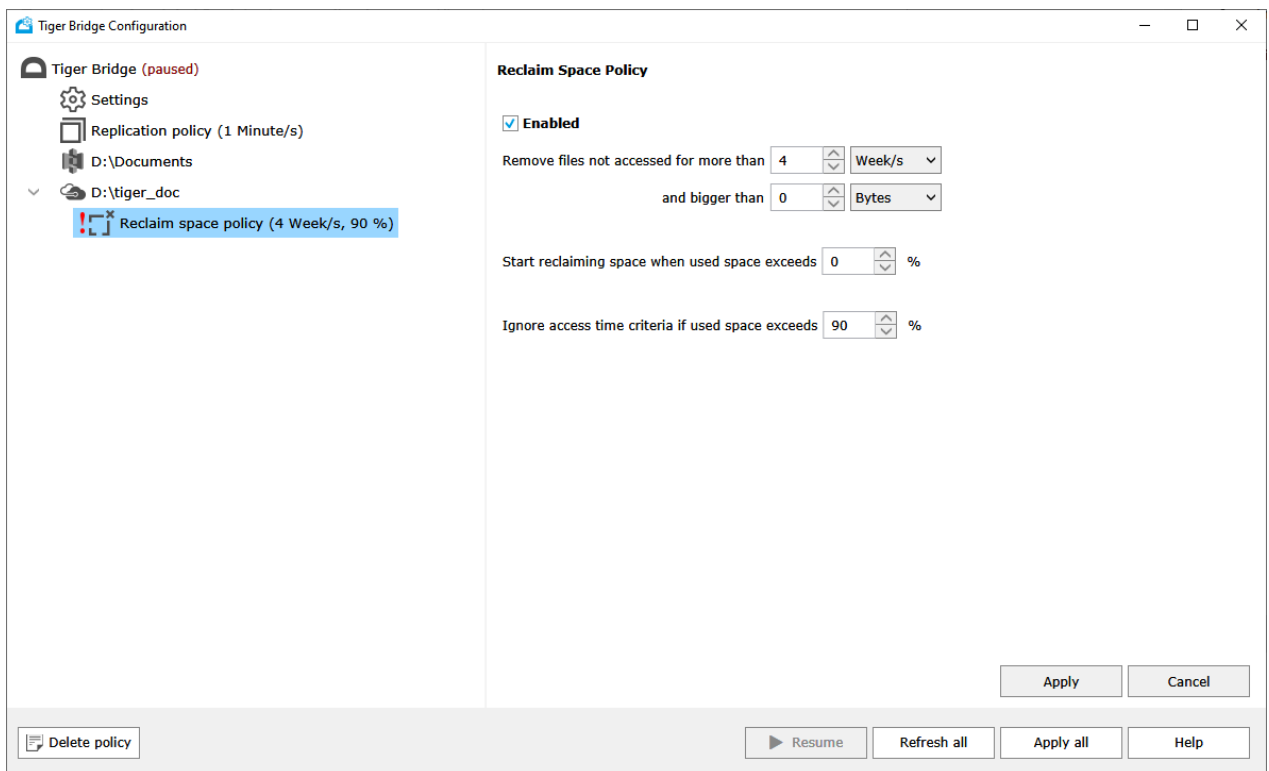 Tiger Bridge Configuration
Tiger Bridge (paused)
Settings
Replication policy (1 Minute/s)
D:\Documents
D:\tiger_doc
Reclaim space policy (4 Week/s, 90 %)
Reclaim Space Policy
Enabled
Remove files not accessed for more than 4 Week/s
and bigger than 0 Bytes
Start reclaiming space when used space exceeds 0 %
Ignore access time criteria if used space exceeds 90 %
Apply Cancel
Delete policy Resume Refresh all Apply all Help